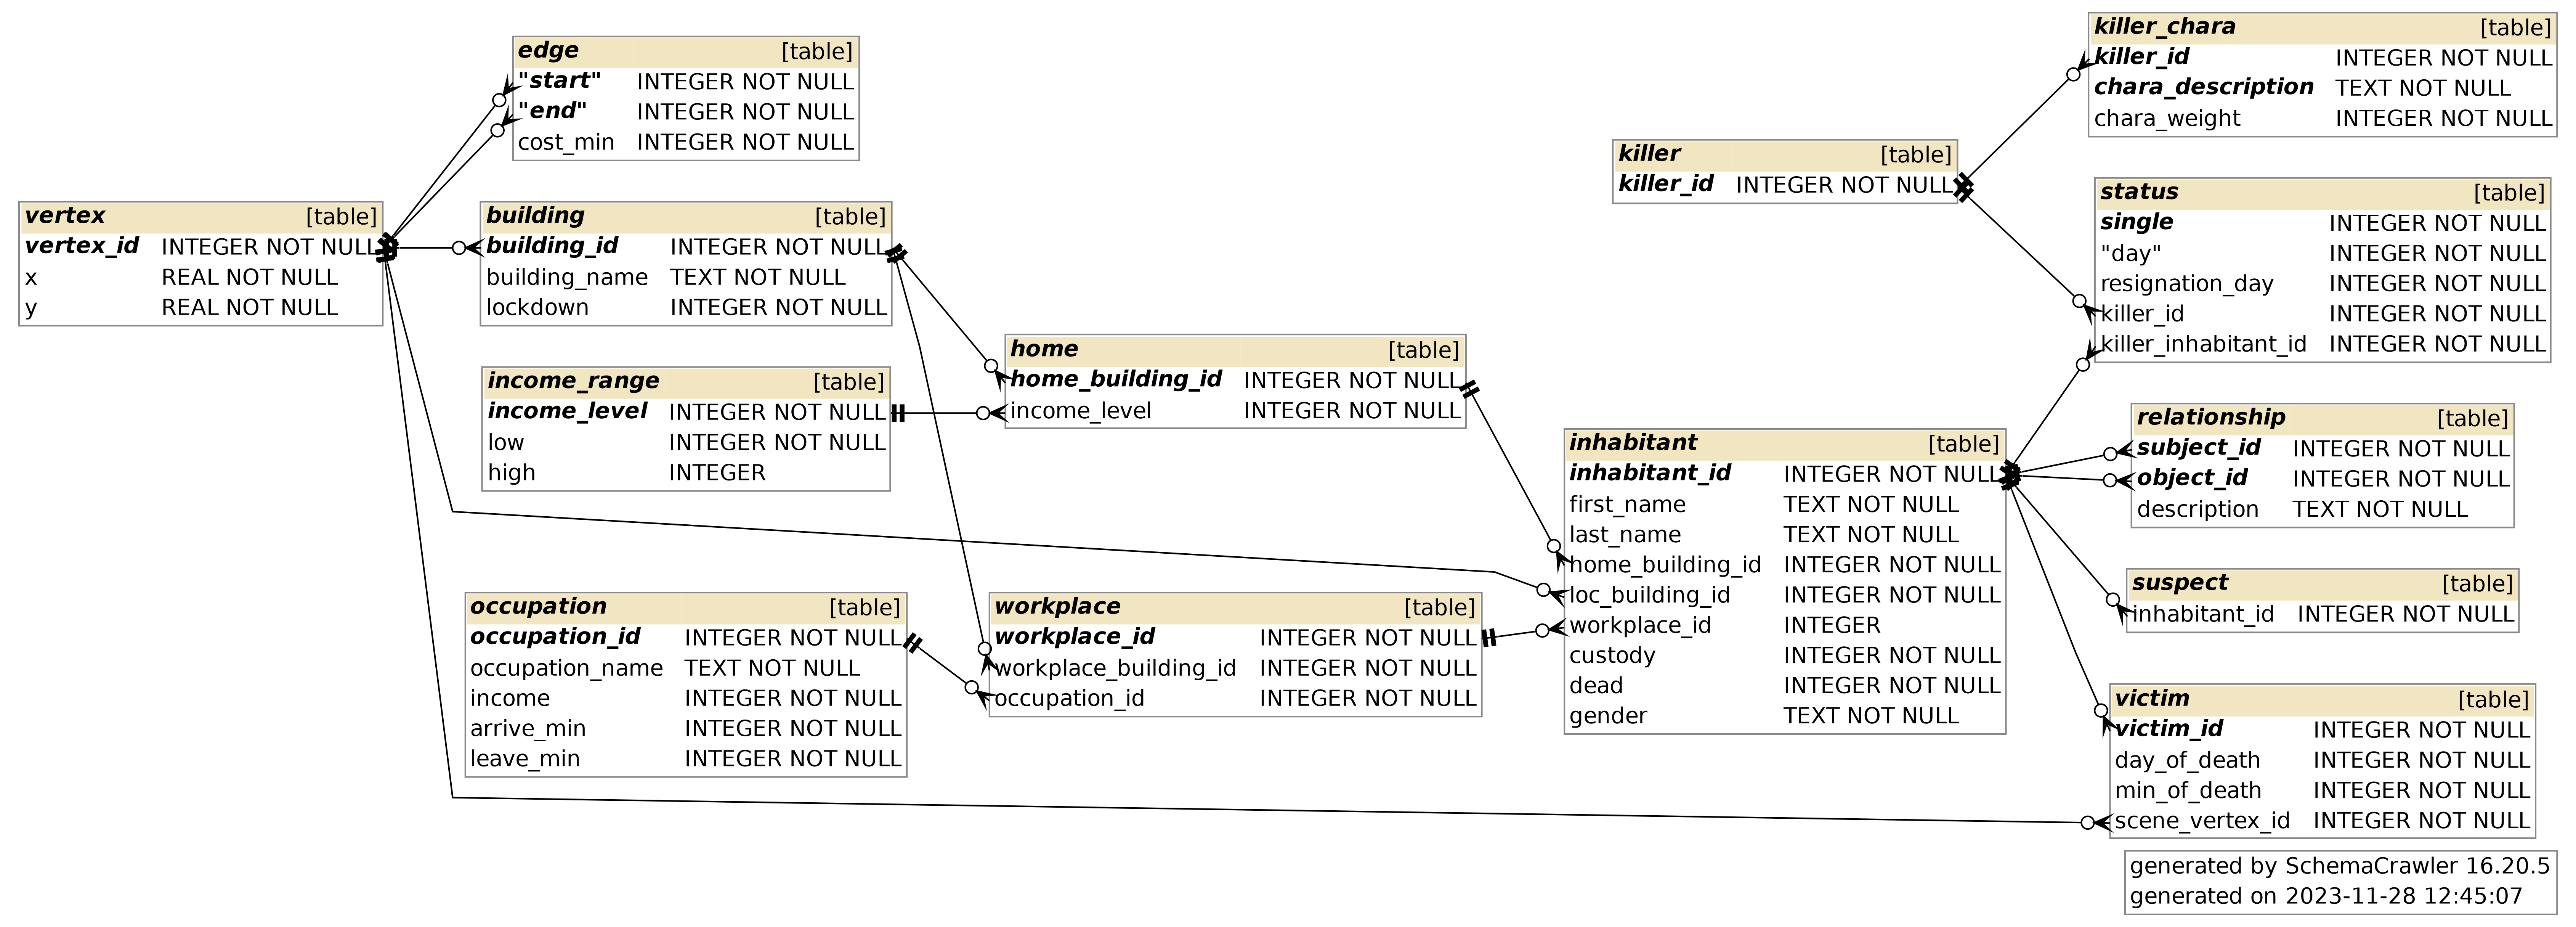 edge [table]
"start" INTEGER NOT NULL
"end" INTEGER NOT NULL
cost_min INTEGER NOT NULL
vertex [table]
vertex_id INTEGER NOT NULL
x REAL NOT NULL
y REAL NOT NULL
building [table]
building_id INTEGER NOT NULL
building_name TEXT NOT NULL
lockdown INTEGER NOT NULL
income_range [table]
income_level INTEGER NOT NULL
low INTEGER NOT NULL
high INTEGER
occupation [table]
occupation_id INTEGER NOT NULL
occupation_name TEXT NOT NULL
income INTEGER NOT NULL
arrive_min INTEGER NOT NULL
leave_min INTEGER NOT NULL
home [table]
home_building_id INTEGER NOT NULL
income_level INTEGER NOT NULL
workplace [table]
workplace_id INTEGER NOT NULL
workplace_building_id INTEGER NOT NULL
occupation_id INTEGER NOT NULL
killer [table]
killer_id INTEGER NOT NULL
inhabitant [table]
inhabitant_id INTEGER NOT NULL
first_name TEXT NOT NULL
last_name TEXT NOT NULL
home_building_id INTEGER NOT NULL
loc_building_id INTEGER NOT NULL
workplace_id INTEGER
custody INTEGER NOT NULL
dead INTEGER NOT NULL
gender TEXT NOT NULL
killer_chara [table]
killer_id INTEGER NOT NULL
chara_description TEXT NOT NULL
chara_weight INTEGER NOT NULL
status [table]
single INTEGER NOT NULL
"day" INTEGER NOT NULL
resignation_day INTEGER NOT NULL
killer_id INTEGER NOT NULL
killer_inhabitant_id INTEGER NOT NULL
relationship [table]
subject_id INTEGER NOT NULL
object_id INTEGER NOT NULL
description TEXT NOT NULL
suspect [table]
inhabitant_id INTEGER NOT NULL
victim [table]
victim_id INTEGER NOT NULL
day_of_death INTEGER NOT NULL
min_of_death INTEGER NOT NULL
scene_vertex_id INTEGER NOT NULL
generated by SchemaCrawler 16.20.5
generated on 2023-11-28 12:45:07